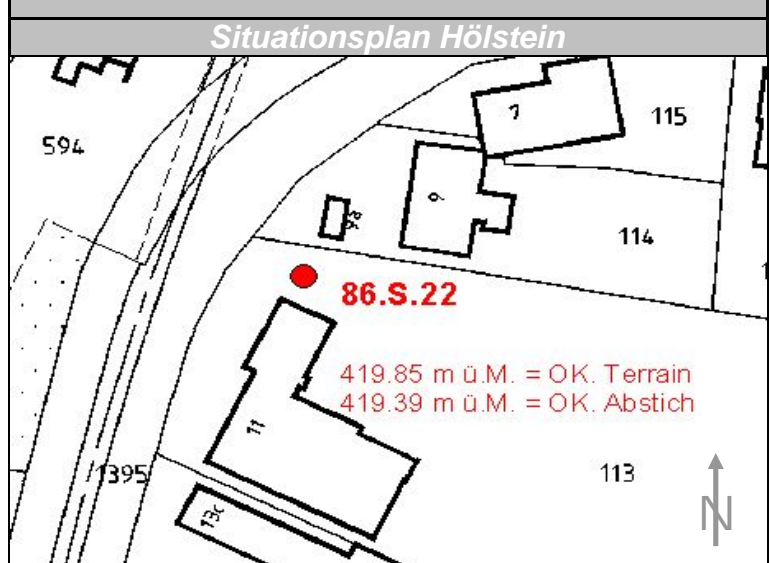 Situationsplan Hölstein
7
115
594
9
9a
114
86.S.22
419.85 m ü.M. = OK. Terrain
419.39 m ü.M. = OK. Abstich
11
1395
113
13c
N